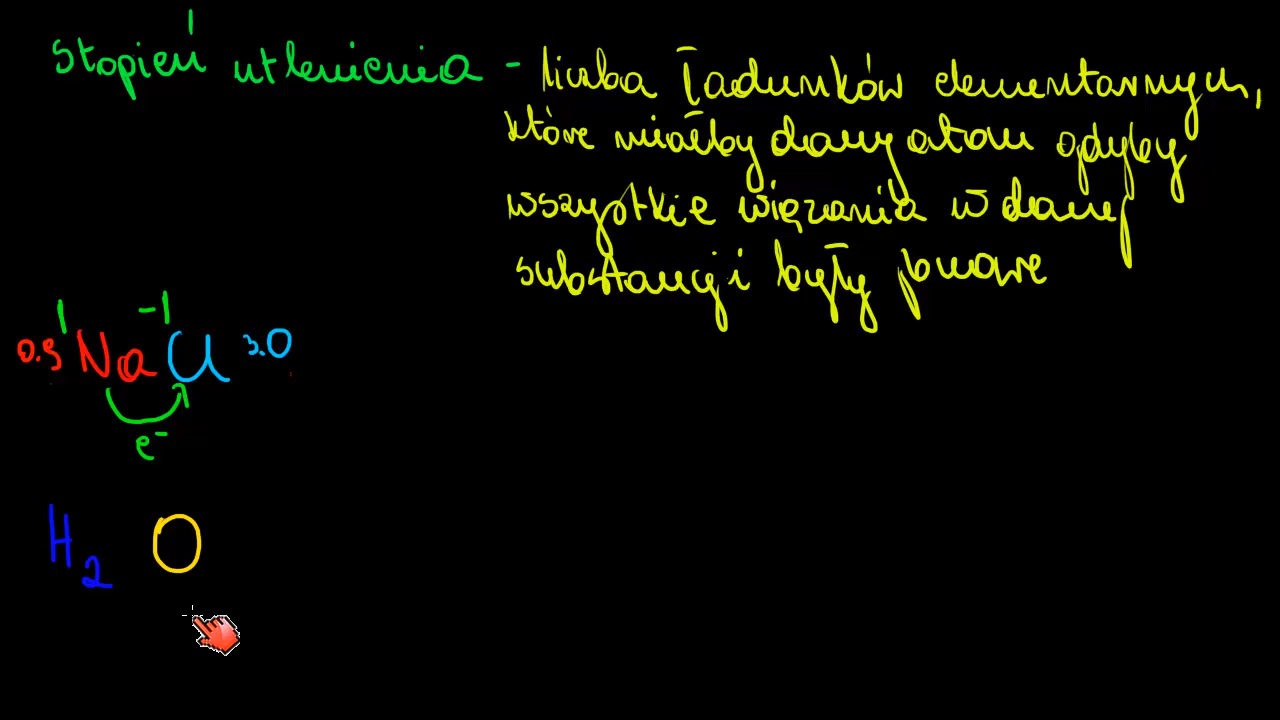 Stopień utlenienia - liczba ładunków elementarnych,
które miałby dany atom gdyby
wszystkie wiązania w danej
substancji były jonowe
1 -1
0.9 Na Cl 3.0
e⁻
H₂ O